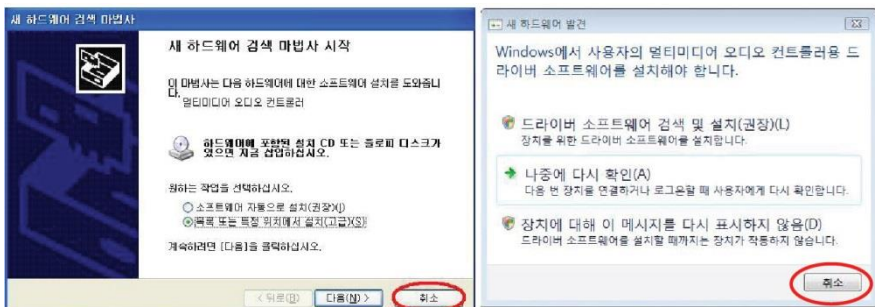 새 하드웨어 검색 마법사
새 하드웨어 검색 마법사 시작
이 마법사는 다음 하드웨어에 대한 소프트웨어 설치를 도와줍니
다.
멀티미디어 오디오 컨트롤러
하드웨어에 포함된 설치 CD 또는 플로피 디스크가
있으면 지금 삽입하십시오.
원하는 작업을 선택하십시오.
소프트웨어 자동으로 설치(권장)(I)
목록 또는 특정 위치에서 설치(고급)(S)
계속하려면 [다음]을 클릭하십시오.
< 뒤로(B) 다음(N) > 취소
새 하드웨어 발견
Windows에서 사용자의 멀티미디어 오디오 컨트롤러용 드
라이버 소프트웨어를 설치해야 합니다.
드라이버 소프트웨어 검색 및 설치(권장)(L)
장치를 위한 드라이버 소프트웨어를 설치합니다.
나중에 다시 확인(A)
다음 번 장치를 연결하거나 로그온할 때 사용자에게 다시 확인합니다.
장치에 대해 이 메시지를 다시 표시하지 않음(D)
드라이버 소프트웨어를 설치할 때까지는 장치가 작동하지 않습니다.
취소